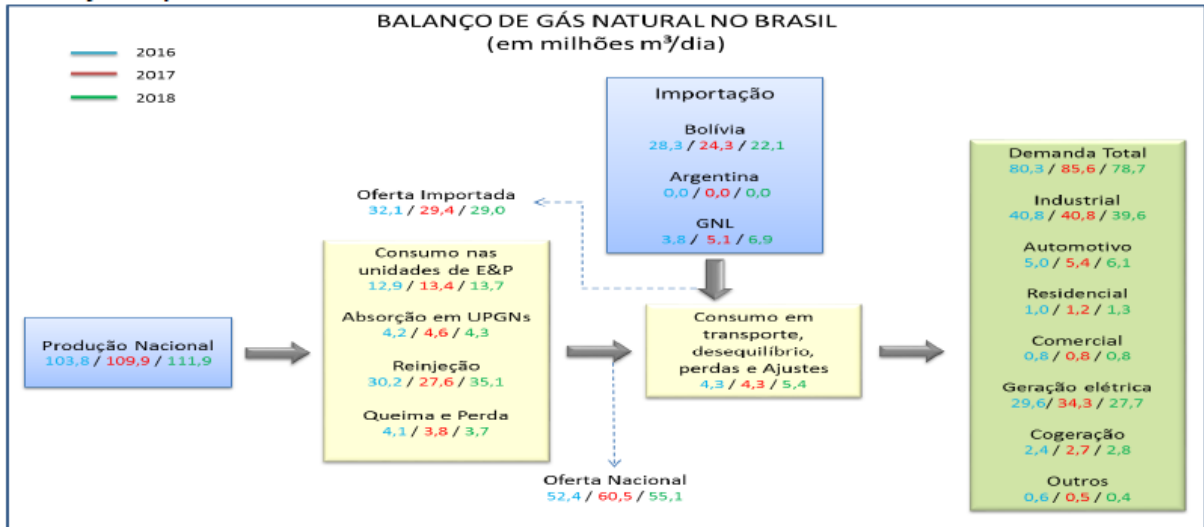 BALANÇO DE GÁS NATURAL NO BRASIL
(em milhões m³/dia)
2016
2017
2018
Importação
Bolívia
28,3 / 24,3 / 22,1
Argentina
0,0 / 0,0 / 0,0
GNL
3,8 / 5,1 / 6,9
Oferta Importada
32,1 / 29,4 / 29,0
Produção Nacional
103,8 / 109,9 / 111,9
Consumo nas
unidades de E&P
12,9 / 13,4 / 13,7
Absorção em UPGNs
4,2 / 4,6 / 4,3
Reinjeção
30,2 / 27,6 / 35,1
Queima e Perda
4,1 / 3,8 / 3,7
Oferta Nacional
52,4 / 60,5 / 55,1
Consumo em
transporte,
desequilíbrio,
perdas e Ajustes
4,3 / 4,3 / 5,4
Demanda Total
80,3 / 85,6 / 78,7
Industrial
40,8 / 40,8 / 39,6
Automotivo
5,0 / 5,4 / 6,1
Residencial
1,0 / 1,2 / 1,3
Comercial
0,8 / 0,8 / 0,8
Geração elétrica
29,6/ 34,3 / 27,7
Cogeração
2,4 / 2,7 / 2,8
Outros
0,6 / 0,5 / 0,4